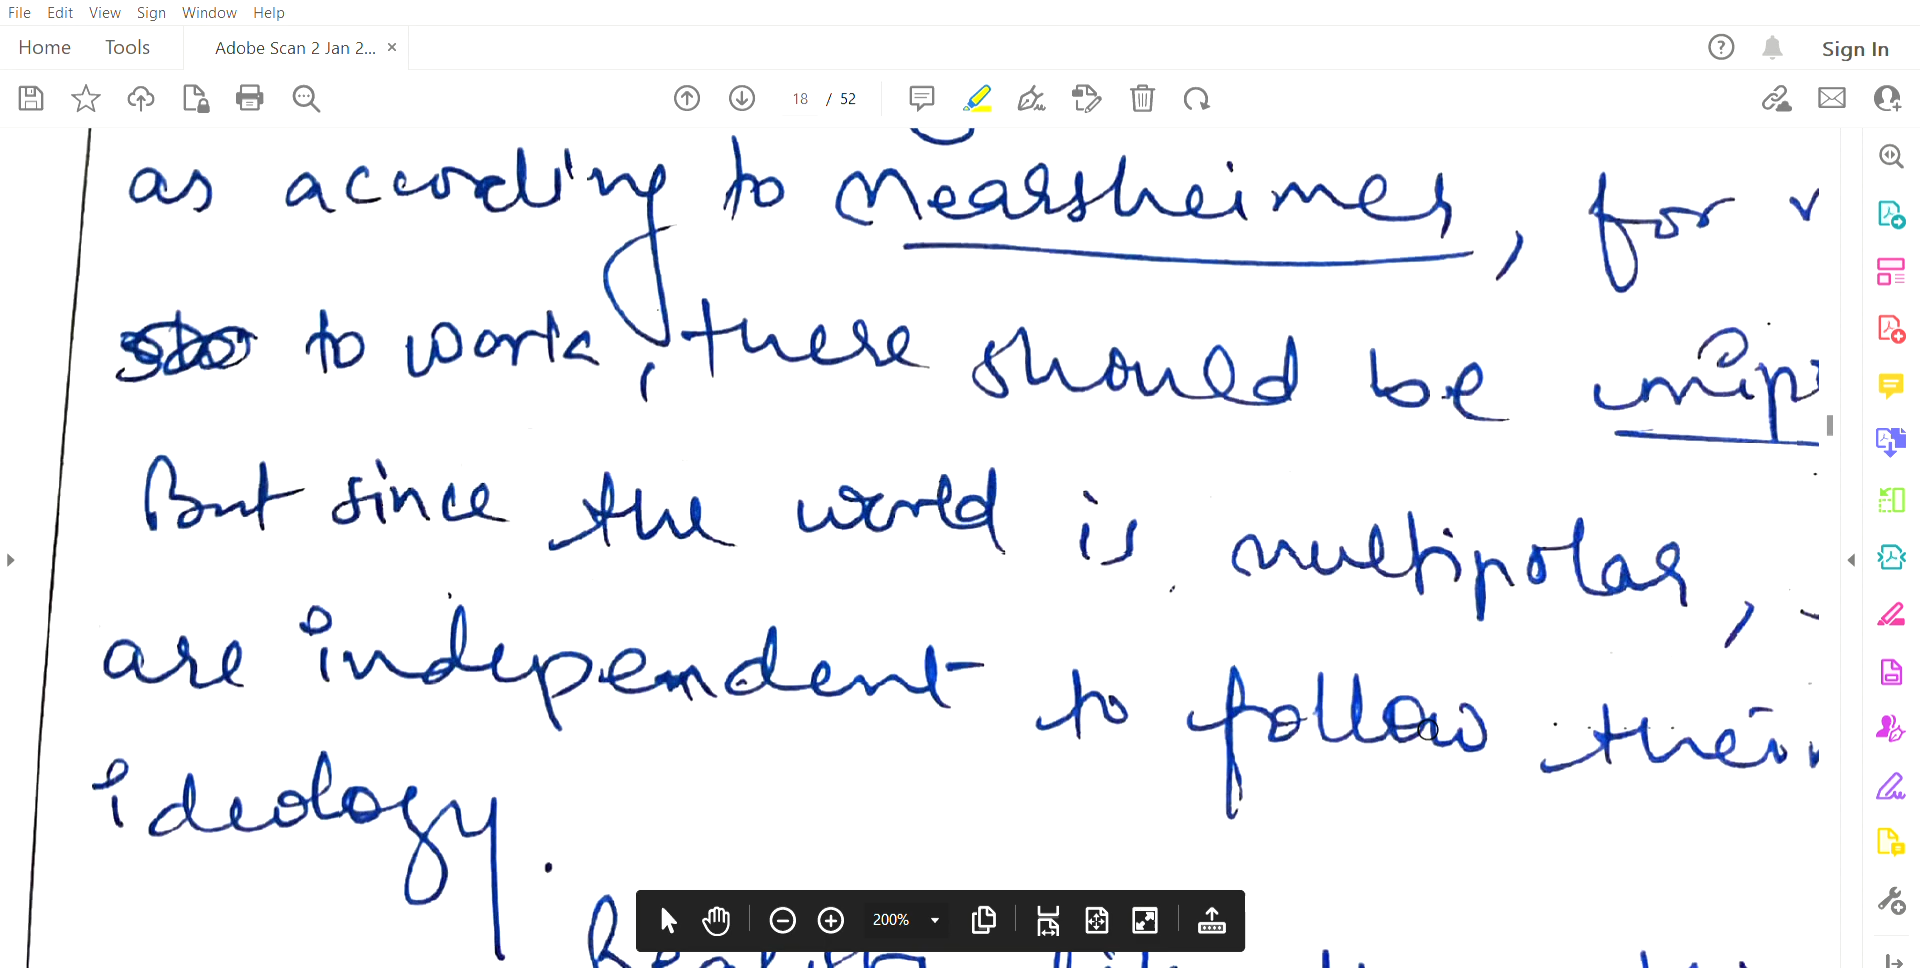 File Edit View Sign Window Help
Home Tools Adobe Scan 2 Jan 2... × Sign In
18 / 52
as according to Mearsheimer, for
to work, there should be
But since the world is multipolar,
are independent to follow their
ideology.
200%